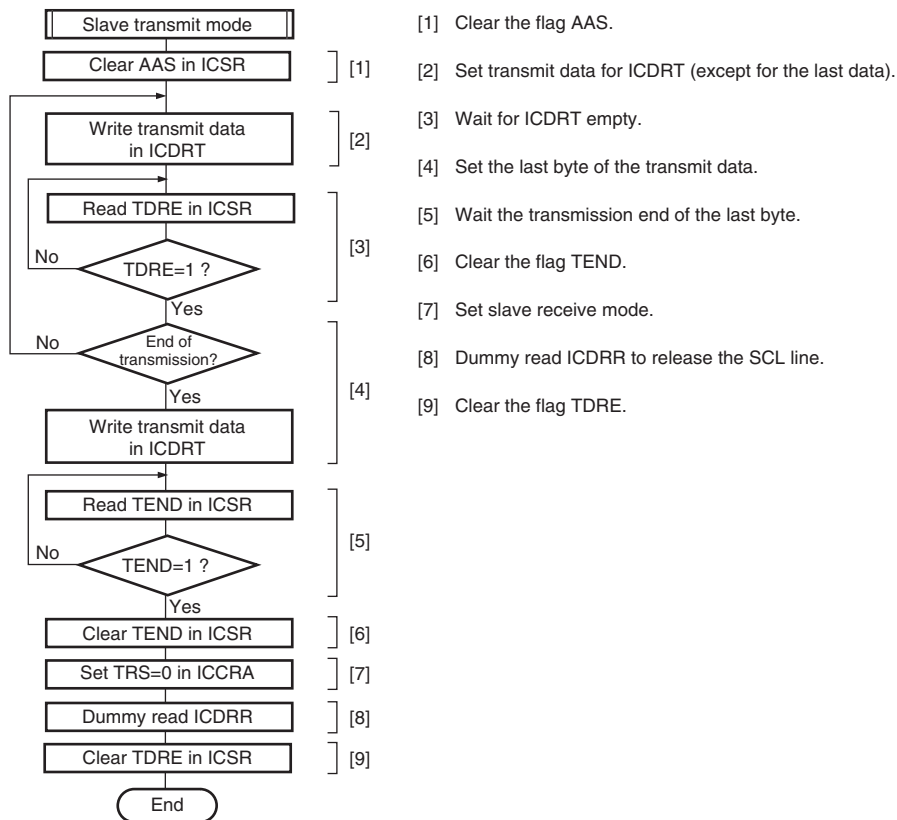 Slave transmit mode
Clear AAS in ICSR
[1]
Write transmit data
in ICDRT
[2]
Read TDRE in ICSR
No
TDRE=1 ?
[3]
Yes
No
End of
transmission?
[4]
Yes
Write transmit data
in ICDRT
Read TEND in ICSR
No
TEND=1 ?
[5]
Yes
Clear TEND in ICSR
[6]
Set TRS=0 in ICCRA
[7]
Dummy read ICDRR
[8]
Clear TDRE in ICSR
[9]
End
[1] Clear the flag AAS.
[2] Set transmit data for ICDRT (except for the last data).
[3] Wait for ICDRT empty.
[4] Set the last byte of the transmit data.
[5] Wait the transmission end of the last byte.
[6] Clear the flag TEND.
[7] Set slave receive mode.
[8] Dummy read ICDRR to release the SCL line.
[9] Clear the flag TDRE.